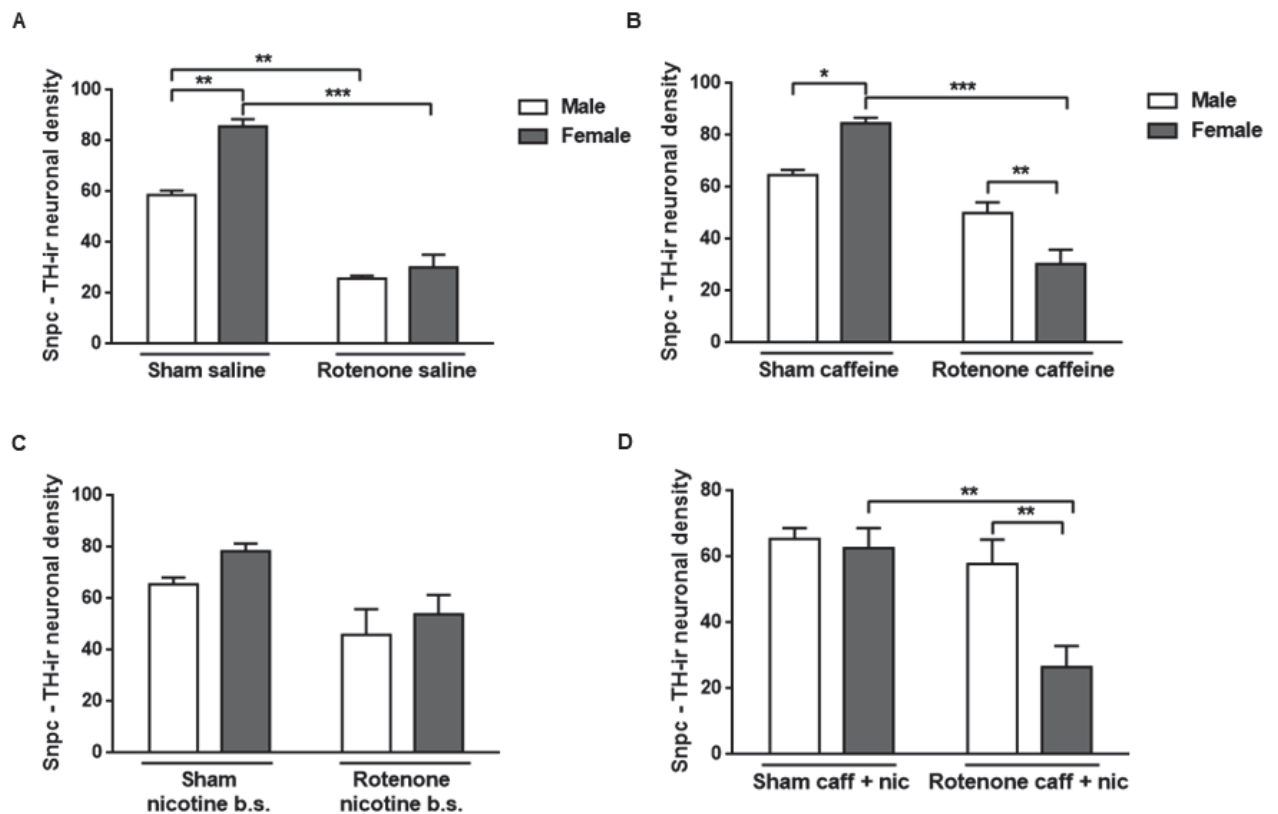 A
Snpc - TH-ir neuronal density
100
80
60
40
20
0
**
**
***
Male
Female
Sham saline
Rotenone saline
B
Snpc - TH-ir neuronal density
100
80
60
40
20
0
*
***
**
Male
Female
Sham caffeine
Rotenone caffeine
C
Snpc - TH-ir neuronal density
100
80
60
40
20
0
Sham
nicotine b.s.
Rotenone
nicotine b.s.
D
Snpc - TH-ir neuronal density
80
60
40
20
0
**
**
Sham caff + nic
Rotenone caff + nic